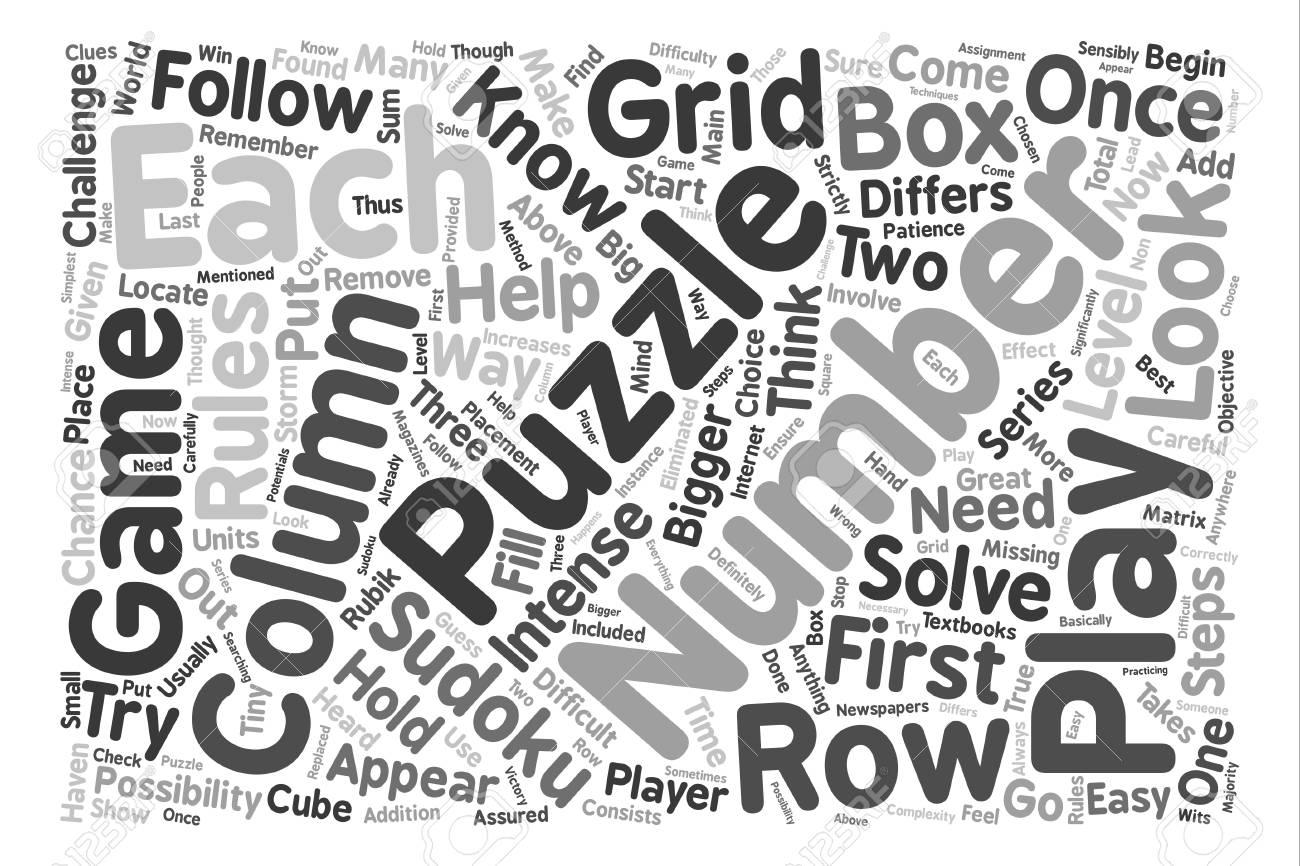 Clues
World
Win
Found
Know
Many
Hold
Though
Given
Make
Find
Difficulty
Many
Those
Sure
Come
Techniques
Assignment
Sensibly
Appear
Begin
Challenge
Follow
Sum
Know
Grid
Main
Box
Once
Number
Remember
Solve
Chosen
Total
Lead
Add
Each
People
Last
Make
Thus
Provided
Method
Above
Big
Start
Game
Think
Puzzle
Strictly
Differs
Patience
Come
Now
Look
Mentioned
Out
Remove
Help
Two
Number
Non
Level
Simplest
Given
Locate
Put
First
Way
Challenge
Involve
Significantly
Choose
Game
Rules
Thought
Storm
Column
Level
Increases
Way
Column
Mind
Steps
Choice
Think
Square
Each
Effect
Best
Objective
Intense
Place
Now
Carefully
Need
Potentials
Three
Magazines
Follow
Placement
Help
Player
Instance
Eliminated
Bigger
Internet
Ensure
Hand
Play
Series
More
Great
Careful
Anywhere
Chance
Units
Look
Already
Sudoku
Fill
Three
Happens
Intense
Everything
Definitely
Wrong
Need
Missing
One
Matrix
Correctly
Play
Out
Series
Rubik
Sudoku
Guess
Bigger
Included
Stop
Box
Grid
Solve
Necessary
Try
Textbooks
Basically
Difficult
Steps
Usually
Searching
Tiny
Hold
Heard
Use
Two
Difficult
Row
Time
Done
Anything
First
Newspapers
Differs
True
Always
Practicing
Takes
Someone
Small
Put
Try
Check
Puzzle
Replaced
Appear
Victory
Player
Sometimes
Row
Possibility
Easy
One
Majority
Haven
Possibility
Show
Once
Cube
Addition
Assured
Consists
Above
Complexity
Feel
Go
Rules
Easy
Wits
123RF